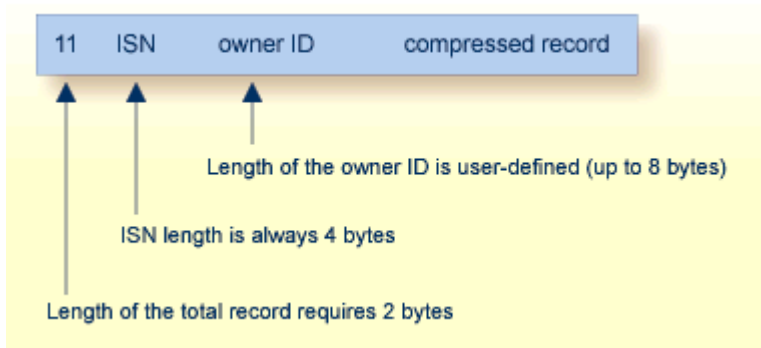 11 ISN owner ID compressed record
Length of the owner ID is user-defined (up to 8 bytes)
ISN length is always 4 bytes
Length of the total record requires 2 bytes